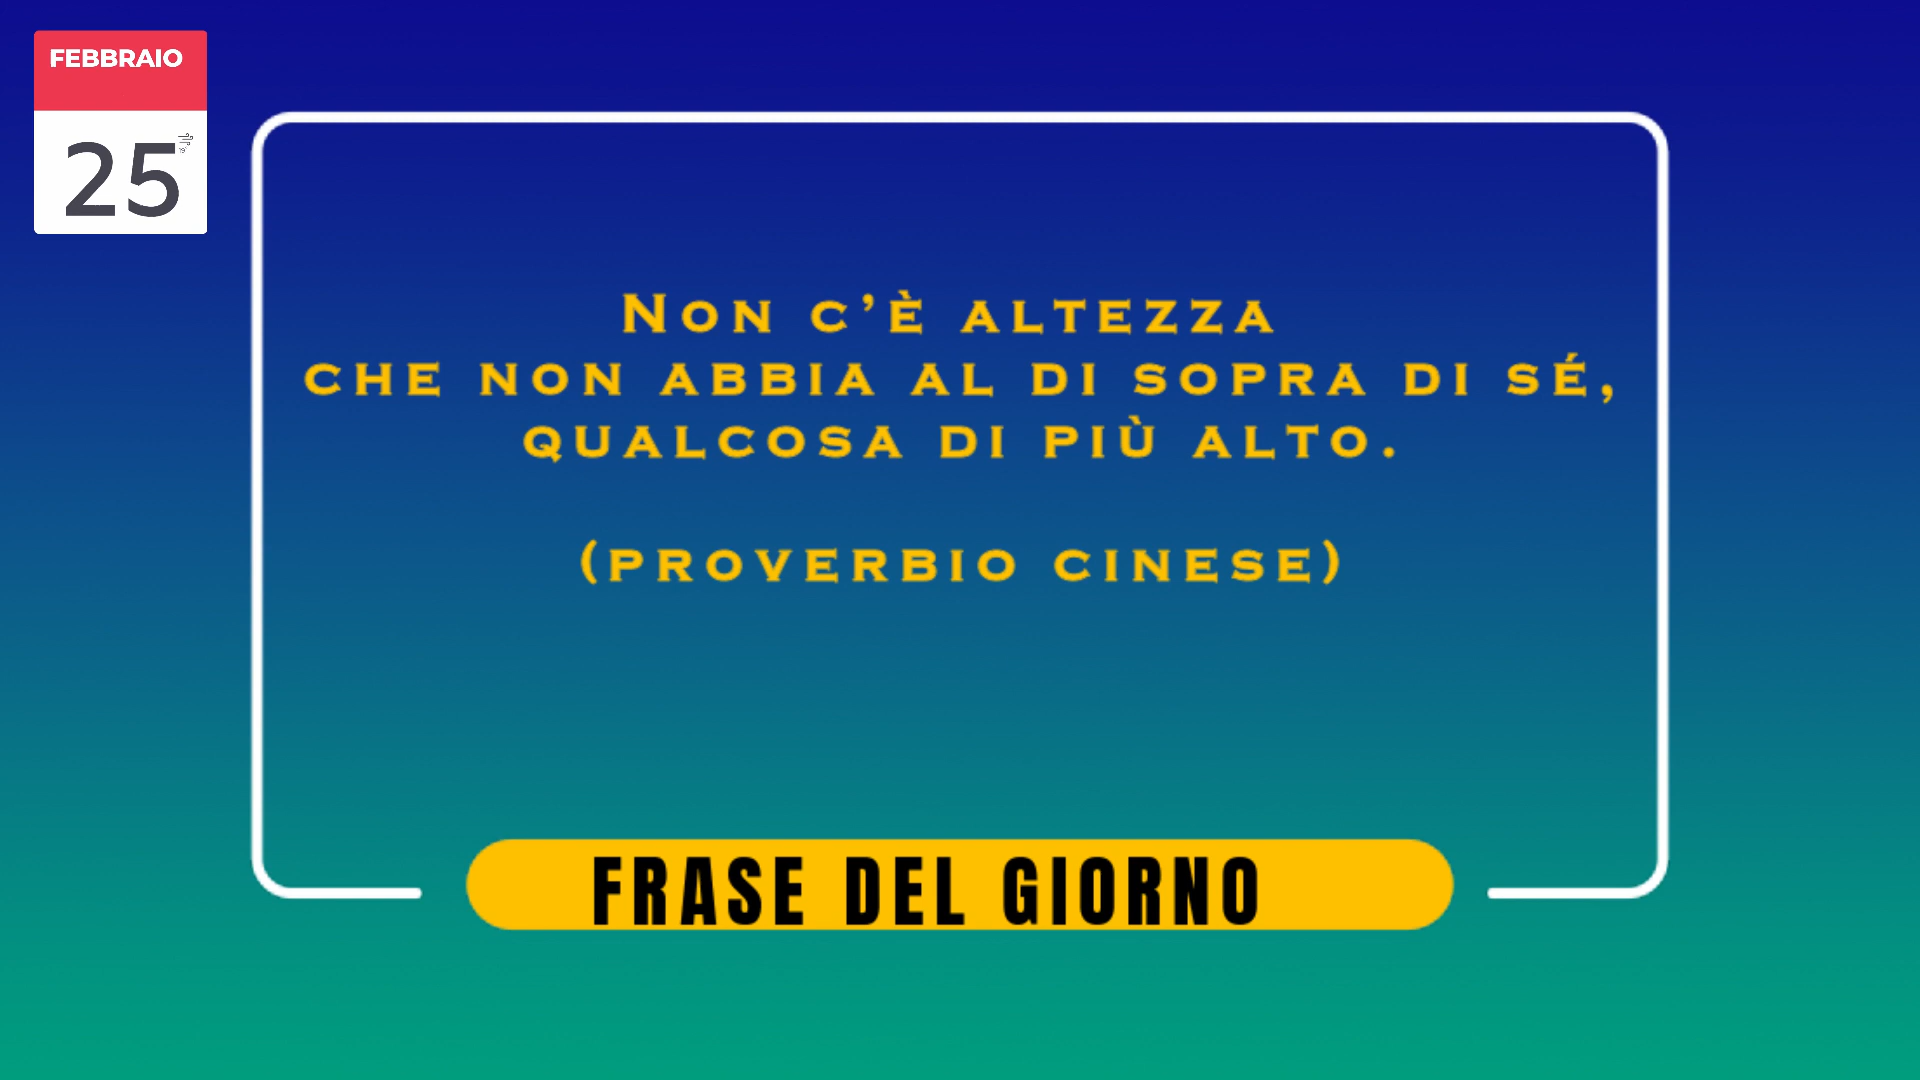 FEBBRAIO
25
Non c’è altezza
che non abbia al di sopra di sé,
qualcosa di più alto.
(proverbio cinese)
FRASE DEL GIORNO